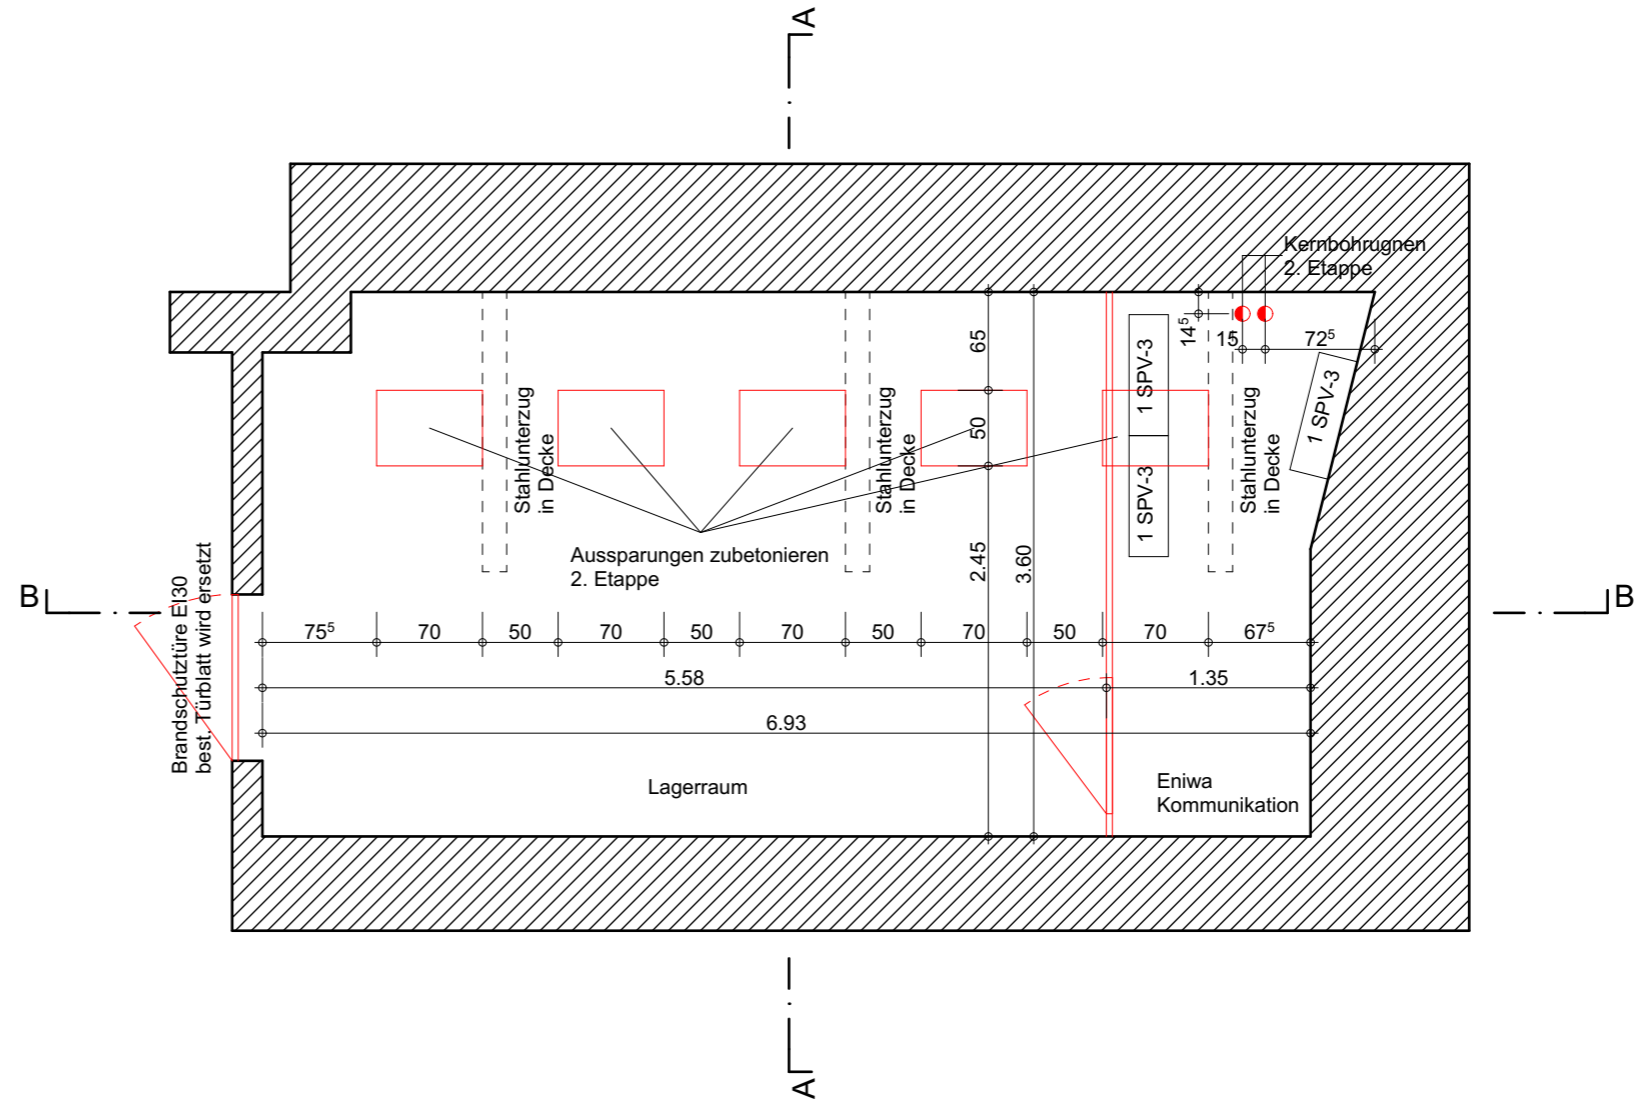 A
Kernbohrugnen
2. Etappe
14⁵
15
72⁵
65
1 SPV-3
1 SPV-3
1 SPV-3
50
Stahlunterzug
in Decke
Stahlunterzug
in Decke
Stahlunterzug
in Decke
Aussparungen zubetonieren
2. Etappe
2.45
3.60
B
B
Brandschutztüre EI30
best. Türblatt wird ersetzt
75⁵
70
50
70
50
70
50
70
50
70
67⁵
5.58
1.35
6.93
Lagerraum
Eniwa
Kommunikation
A